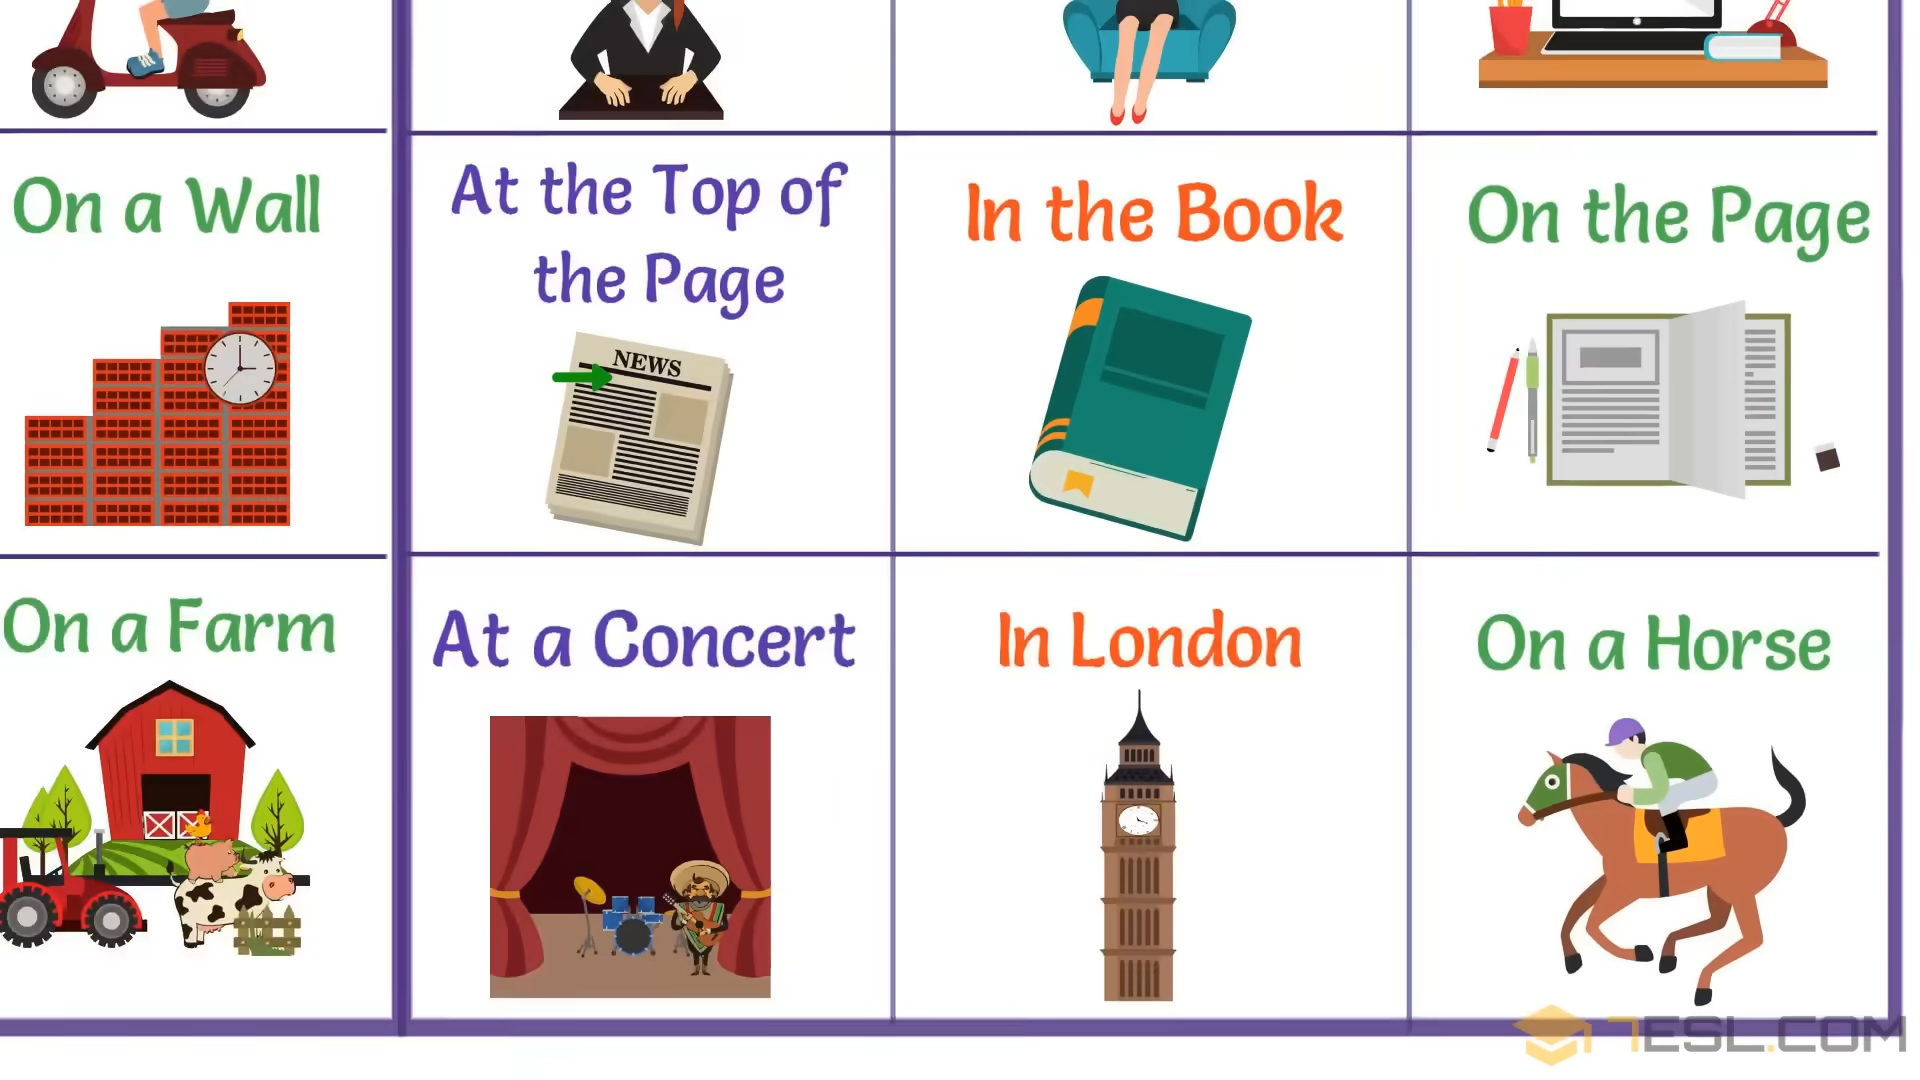 On a Wall
At the Top of
the Page
In the Book
On the Page
NEWS
On a Farm
At a Concert
In London
On a Horse
7ESL.COM